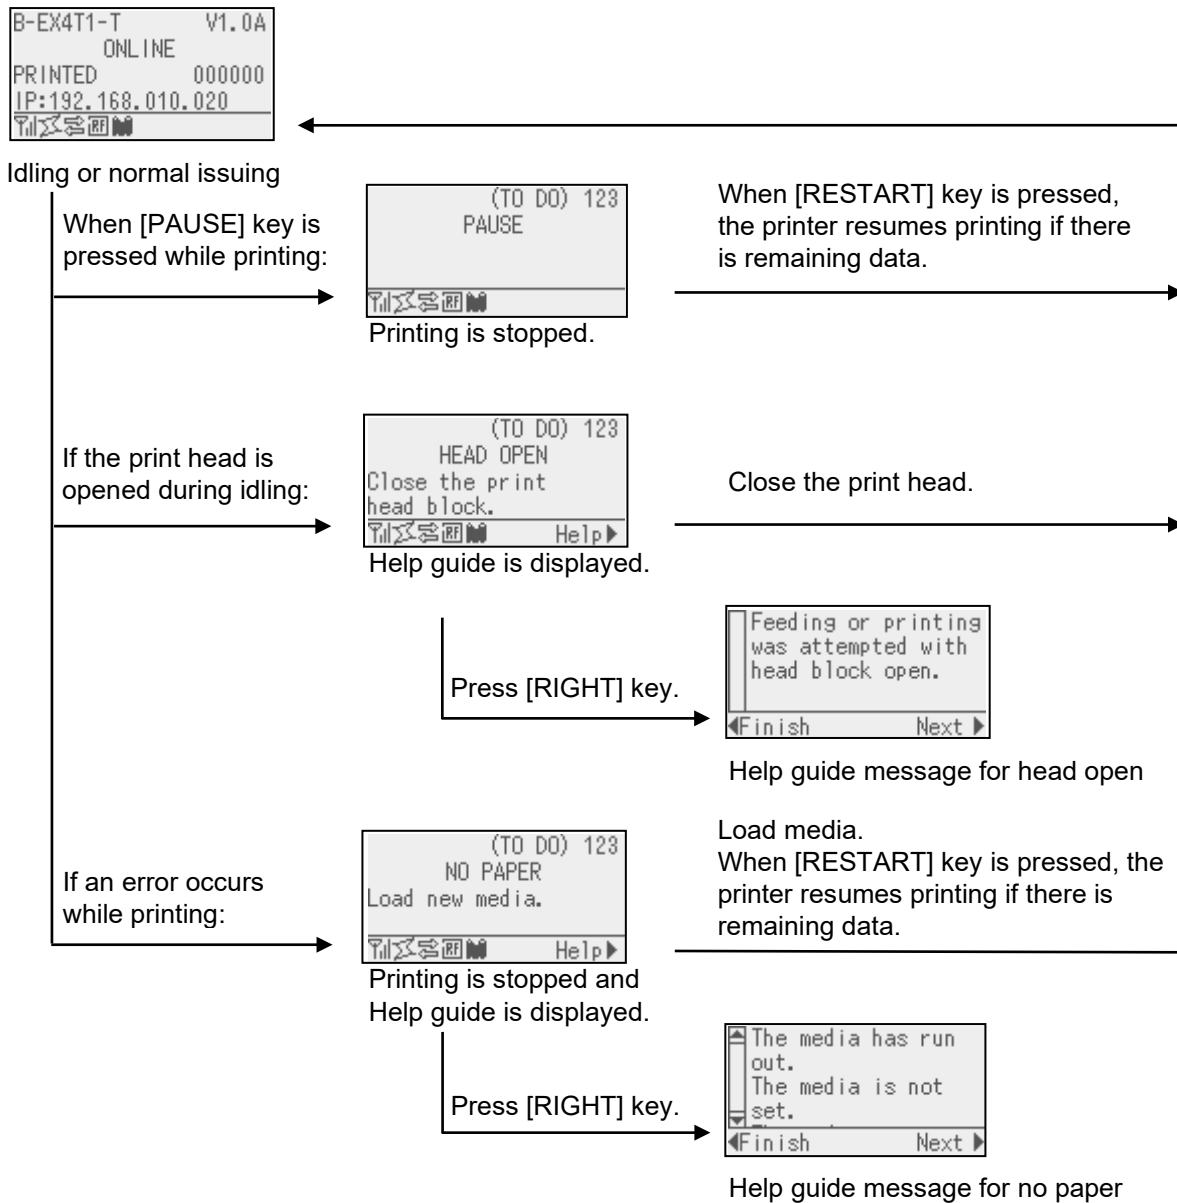 B-EX4T1-T V1.0A
ONLINE
PRINTED 000000
IP:192.168.010.020
RF
Idling or normal issuing
When [PAUSE] key is
pressed while printing:
(TO DO) 123
PAUSE
RF
Printing is stopped.
When [RESTART] key is pressed,
the printer resumes printing if there
is remaining data.
If the print head is
opened during idling:
(TO DO) 123
HEAD OPEN
Close the print
head block.
RF Help
Help guide is displayed.
Close the print head.
Press [RIGHT] key.
Feeding or printing
was attempted with
head block open.
Finish Next
Help guide message for head open
If an error occurs
while printing:
(TO DO) 123
NO PAPER
Load new media.
RF Help
Printing is stopped and
Help guide is displayed.
Load media.
When [RESTART] key is pressed, the
printer resumes printing if there is
remaining data.
Press [RIGHT] key.
The media has run
out.
The media is not
set.
Finish Next
Help guide message for no paper